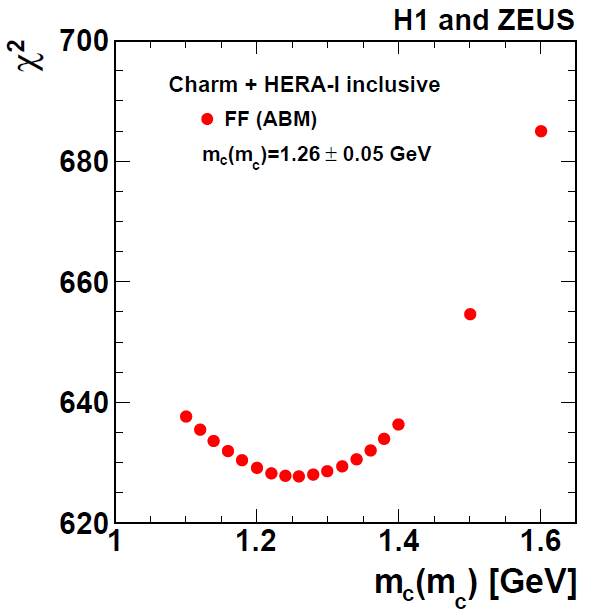 H1 and ZEUS
χ²
700
680
660
640
620
Charm + HERA-I inclusive
FF (ABM)
m_c(m_c)=1.26 ± 0.05 GeV
1 1.2 1.4 1.6
m_c(m_c) [GeV]